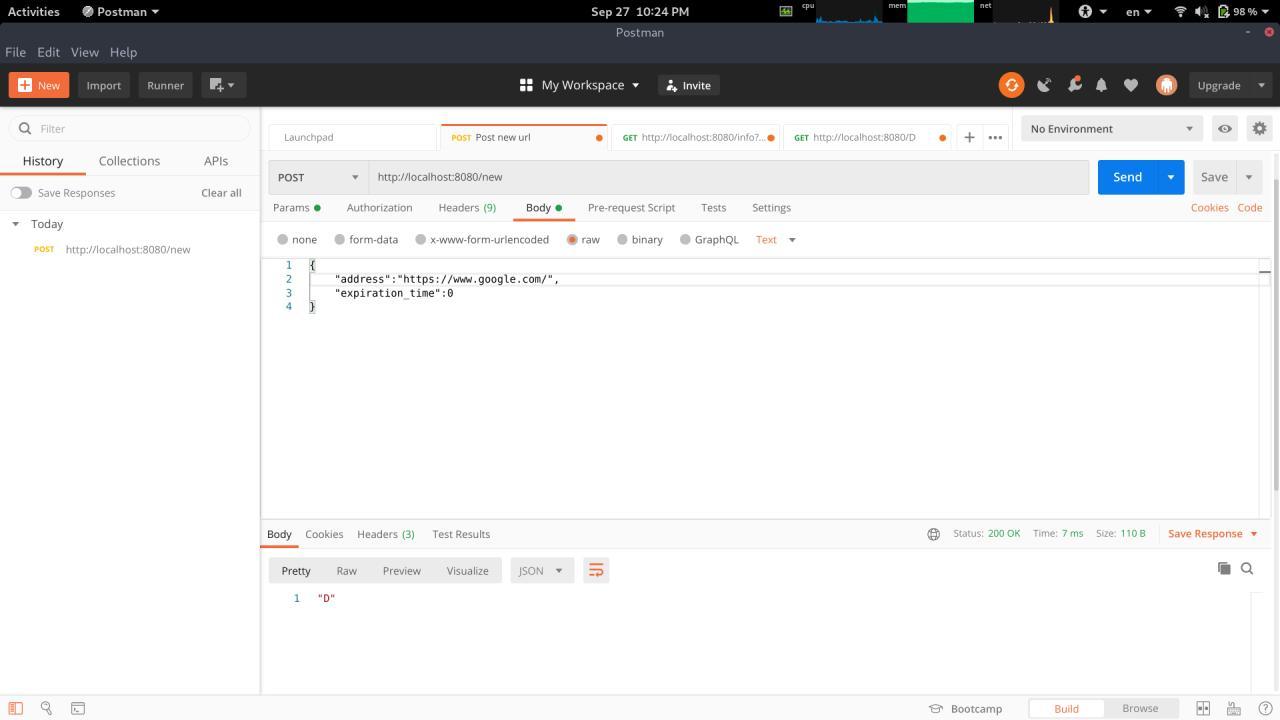 Activities Postman Sep 27 10:24 PM cpu mem net en 98 %
Postman
File Edit View Help
New Import Runner My Workspace Invite Upgrade
Filter
History Collections APIs
Save Responses Clear all
Today
POST http://localhost:8080/new
Launchpad POST Post new url GET http://localhost:8080/info?... GET http://localhost:8080/D No Environment
POST http://localhost:8080/new Send Save
Params Authorization Headers (9) Body Pre-request Script Tests Settings Cookies Code
none form-data x-www-form-urlencoded raw binary GraphQL Text
1 {
2 "address":"https://www.google.com/",
3 "expiration_time":0
4 }
Body Cookies Headers (3) Test Results Status: 200 OK Time: 7 ms Size: 110 B Save Response
Pretty Raw Preview Visualize JSON
1 "D"
Bootcamp Build Browse